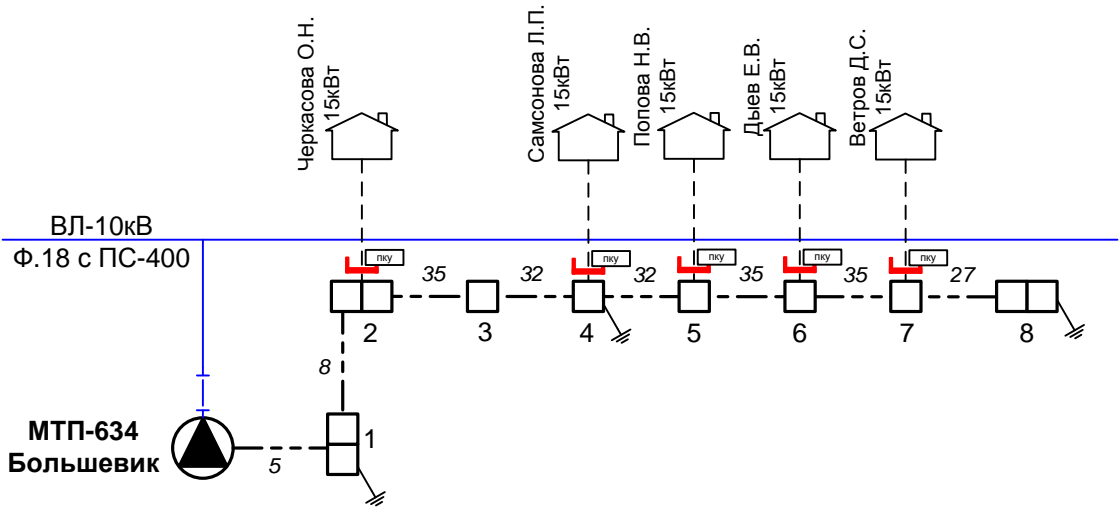 Черкасова О.Н.
15кВт
Самсонова Л.П.
15кВт
Попова Н.В.
15кВт
Дыев Е.В.
15кВт
Ветров Д.С.
15кВт
ВЛ-10кВ
Ф.18 с ПС-400
пку
пку
пку
пку
пку
35
32
32
35
35
27
2
3
4
5
6
7
8
8
МТП-634
Большевик
1
5